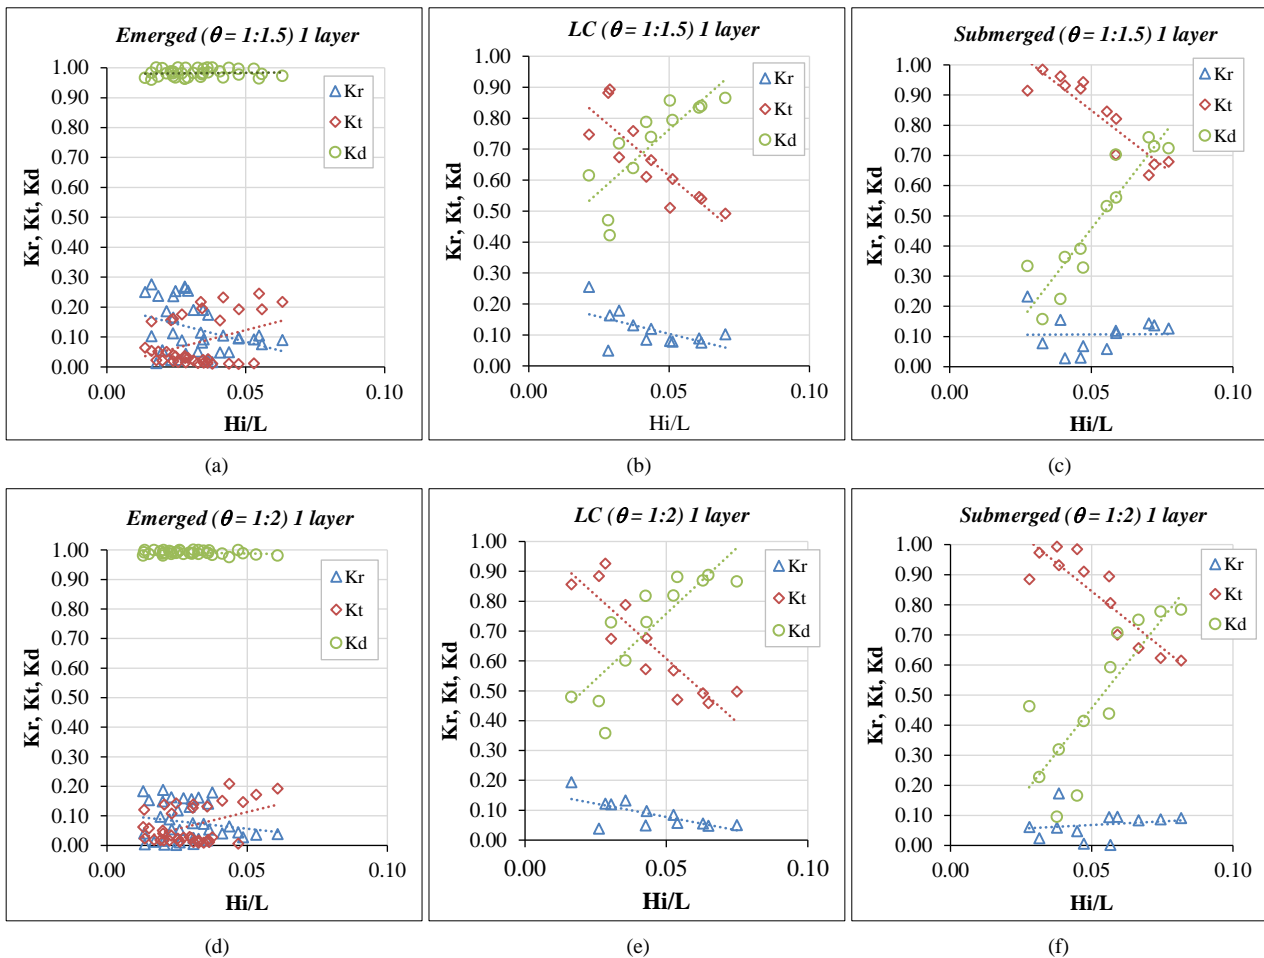 Emerged (θ = 1:1.5) 1 layer
Kr, Kt, Kd
1.00
0.90
0.80
0.70
0.60
0.50
0.40
0.30
0.20
0.10
0.00
0.00
0.05
0.10
Hi/L
Kr
Kt
Kd
(a)
LC (θ = 1:1.5) 1 layer
Kr, Kt, Kd
1.00
0.90
0.80
0.70
0.60
0.50
0.40
0.30
0.20
0.10
0.00
0.00
0.05
0.10
Hi/L
Kr
Kt
Kd
(b)
Submerged (θ = 1:1.5) 1 layer
Kr, Kt, Kd
1.00
0.90
0.80
0.70
0.60
0.50
0.40
0.30
0.20
0.10
0.00
0.00
0.05
0.10
Hi/L
Kr
Kt
Kd
(c)
Emerged (θ = 1:2) 1 layer
Kr, Kt, Kd
1.00
0.90
0.80
0.70
0.60
0.50
0.40
0.30
0.20
0.10
0.00
0.00
0.05
0.10
Hi/L
Kr
Kt
Kd
(d)
LC (θ = 1:2) 1 layer
Kr, Kt, Kd
1.00
0.90
0.80
0.70
0.60
0.50
0.40
0.30
0.20
0.10
0.00
0.00
0.05
0.10
Hi/L
Kr
Kt
Kd
(e)
Submerged (θ = 1:2) 1 layer
Kr, Kt, Kd
1.00
0.90
0.80
0.70
0.60
0.50
0.40
0.30
0.20
0.10
0.00
0.00
0.05
0.10
Hi/L
Kr
Kt
Kd
(f)